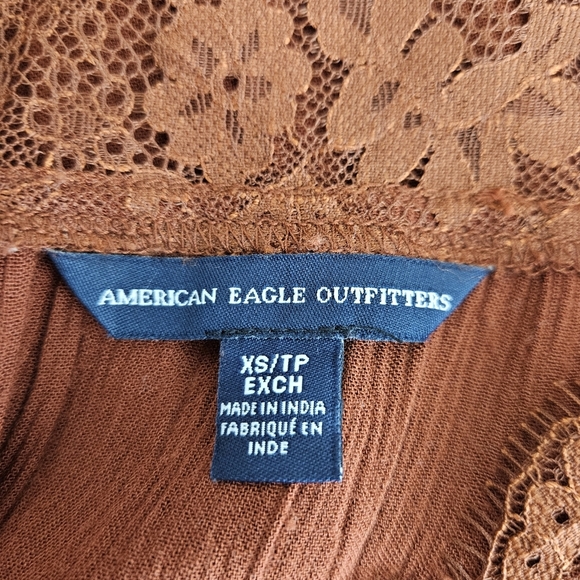 AMERICAN EAGLE OUTFITTERS
XS/TP
EXCH
MADE IN INDIA
FABRIQUÉ EN
INDE